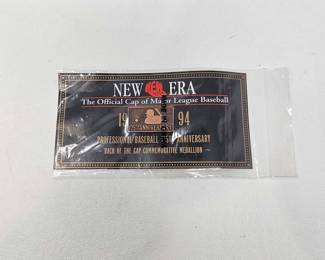 NEW ERA
The Official Cap of Major League Baseball
19 94
PROFESSIONAL BASEBALL ANNIVERSARY
~ BACK OF THE CAP COMMEMORATIVE MEDALLION ~